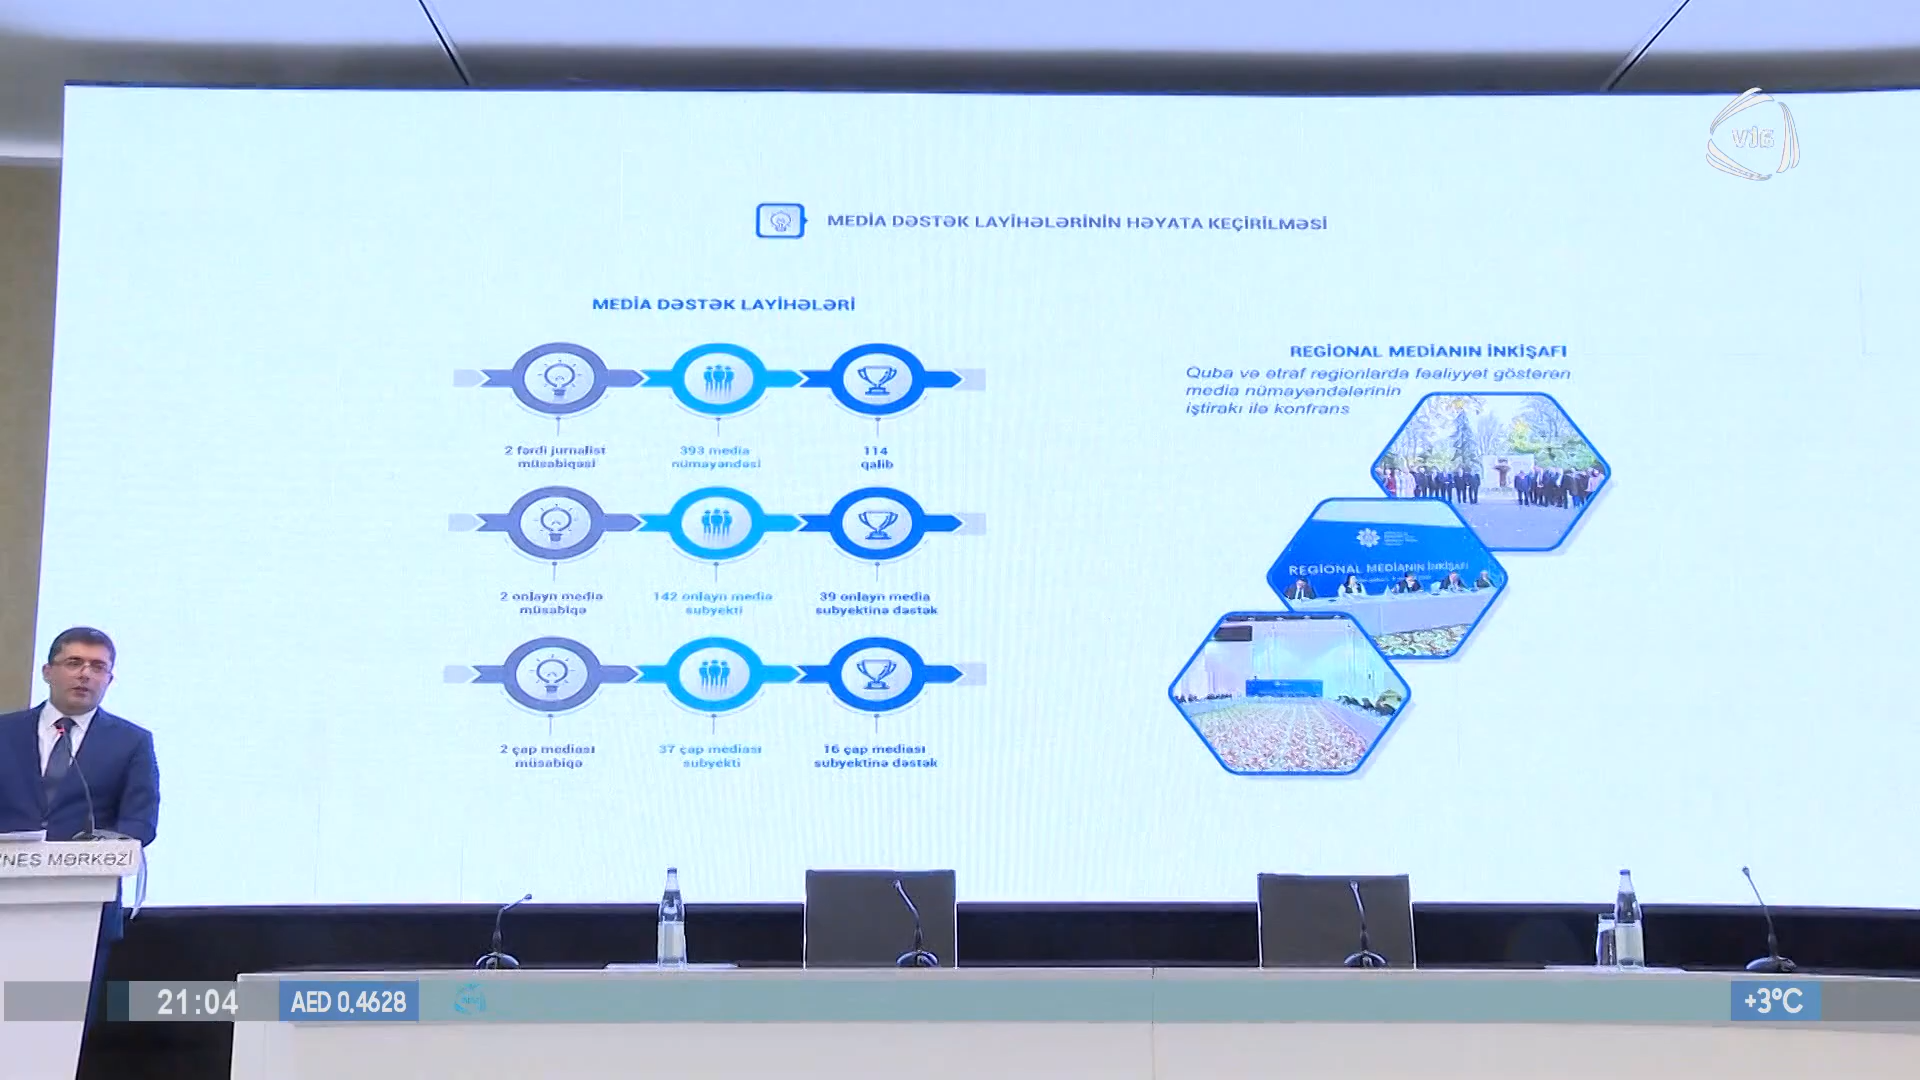 MEDİA DƏSTƏK LAYİHƏLƏRİNİN HƏYATA KEÇİRİLMƏSİ
MEDİA DƏSTƏK LAYİHƏLƏRİ
2 fərdi jurnalist
müsabiqəsi
393 media
nümayəndəsi
114
qalib
2 onlayn media
müsabiqə
142 onlayn media
subyekti
39 onlayn media
subyektinə dəstək
2 çap mediası
müsabiqə
37 çap mediası
subyekti
16 çap mediası
subyektinə dəstək
REGİONAL MEDİANIN İNKİŞAFI
Quba və ətraf regionlarda fəaliyyət göstərən
media nümayəndələrinin
iştirakı ilə konfrans
REGİONAL MEDİANIN İNKİŞAFI
NES MƏRKƏZİ
21:04
AED 0.4628
+3°C